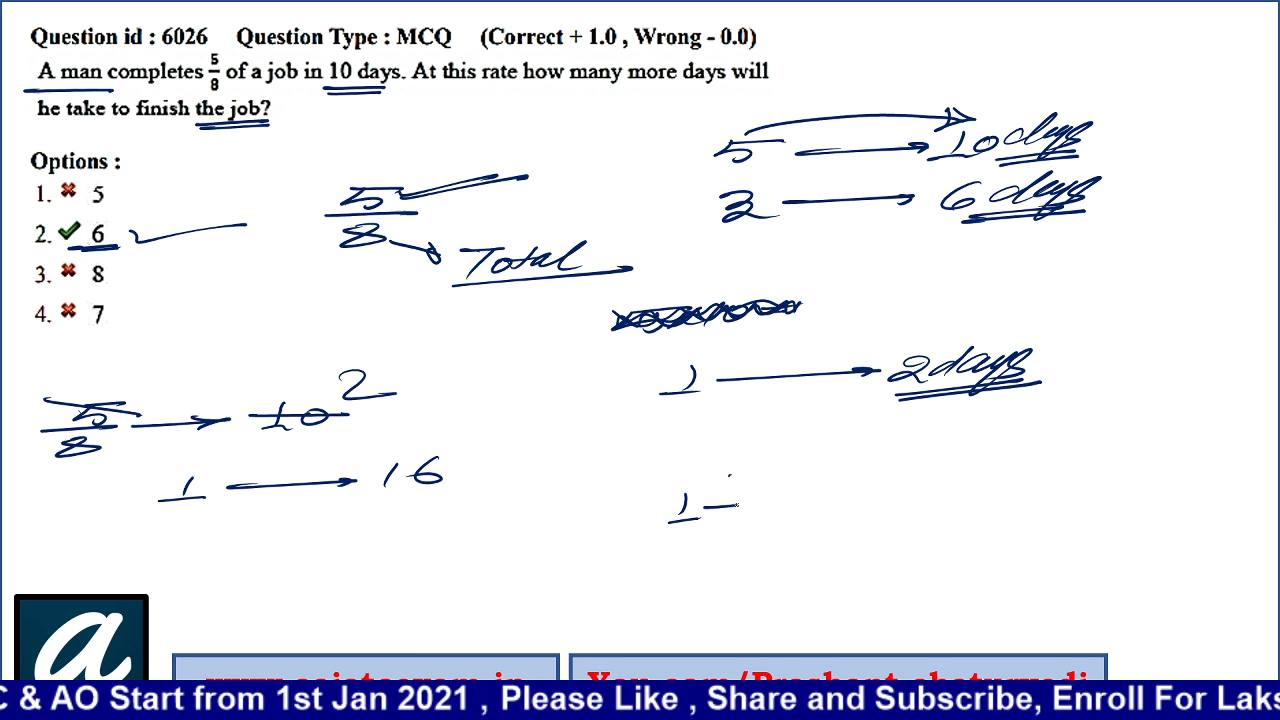 Question id : 6026 Question Type : MCQ (Correct + 1.0 , Wrong - 0.0)
A man completes 5/8 of a job in 10 days. At this rate how many more days will
he take to finish the job?
Options :
1. ✖ 5
2. ✔ 6
3. ✖ 8
4. ✖ 7
5/8 Total
5 → 10 days
3 → 6 days
1 → 2 days
5/8 → 10 2
1 → 16
1 -
a
C & AO Start from 1st Jan 2021 , Please Like , Share and Subscribe, Enroll For Laks